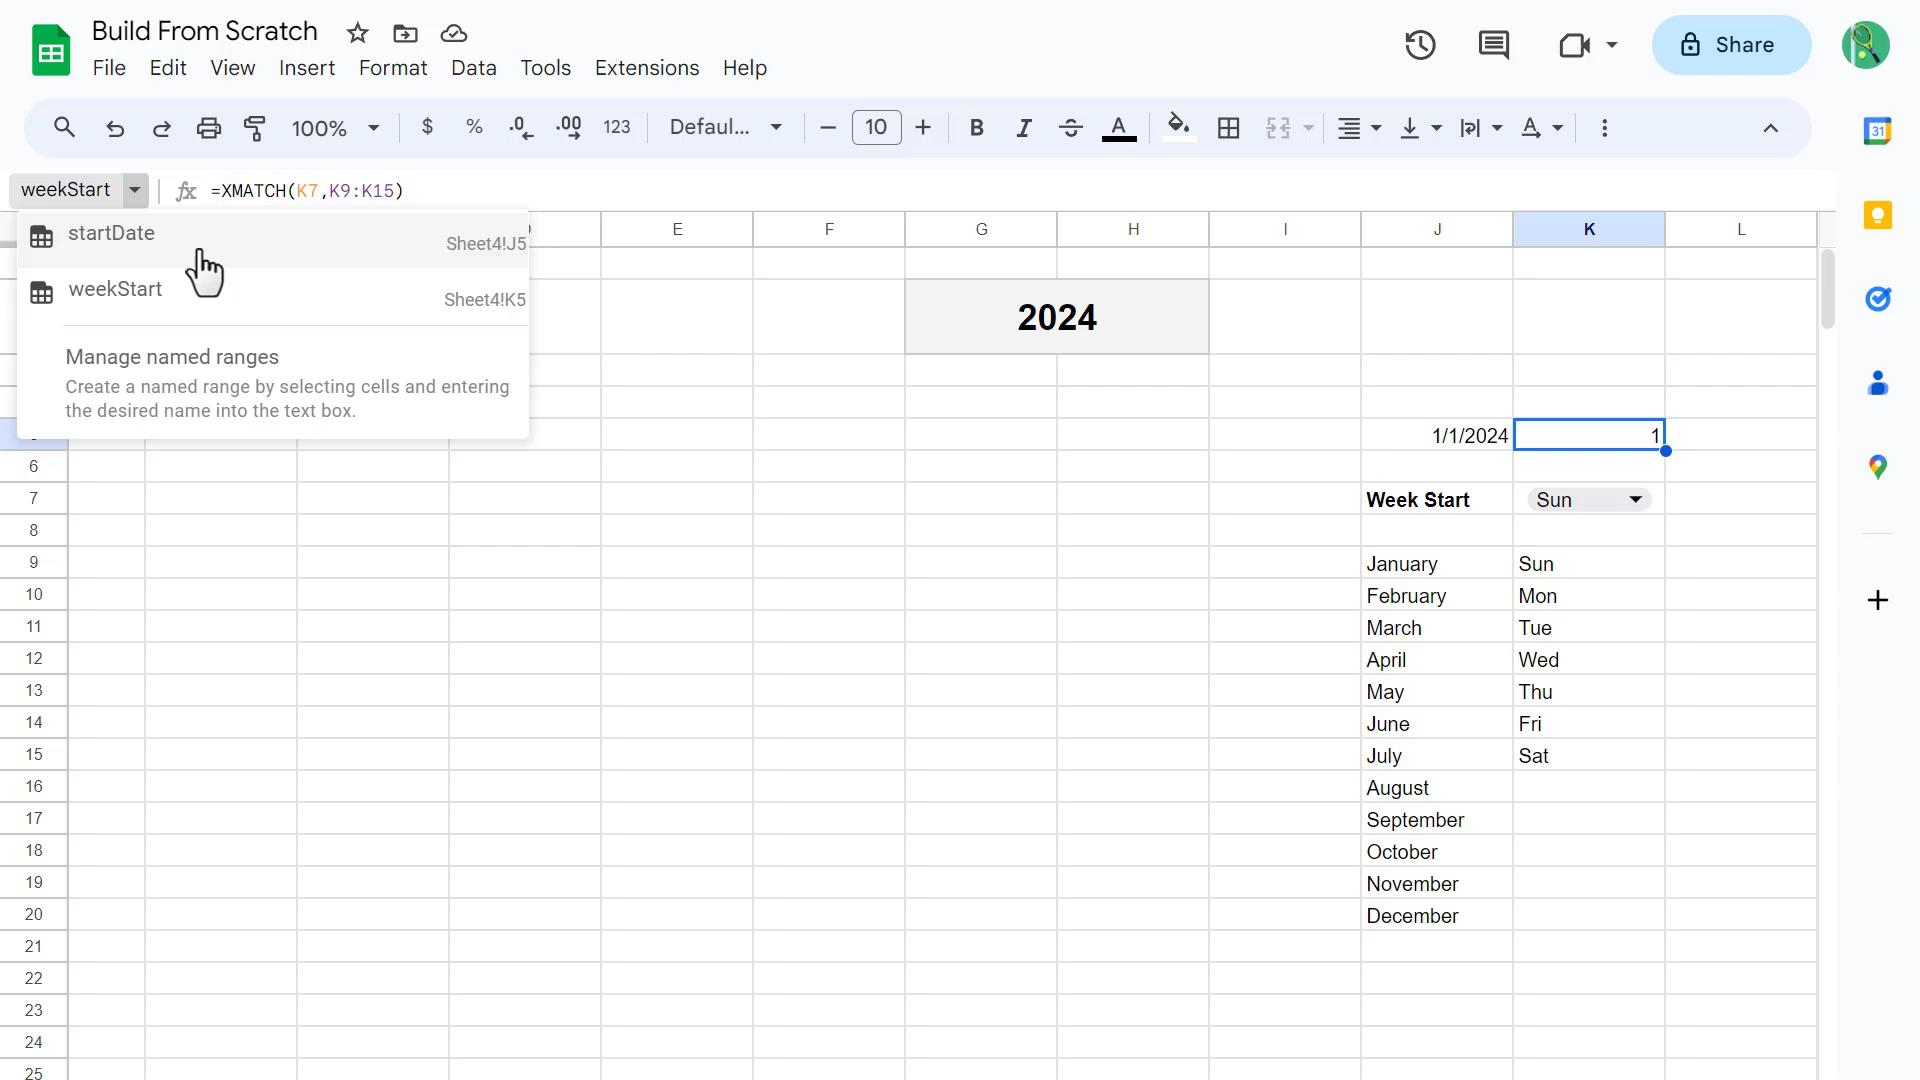 Build From Scratch
File Edit View Insert Format Data Tools Extensions Help
Share
100% $ % .0 .00 123 Defaul... 10 B I S A A
31
weekStart fx =XMATCH(K7,K9:K15)
E F G H I J K L
startDate Sheet4!J5
weekStart Sheet4!K5
Manage named ranges
Create a named range by selecting cells and entering
the desired name into the text box.
2024
1/1/2024 1
6
7 Week Start Sun
8
9 January Sun
10 February Mon
11 March Tue
12 April Wed
13 May Thu
14 June Fri
15 July Sat
16 August
17 September
18 October
19 November
20 December
21
22
23
24
25